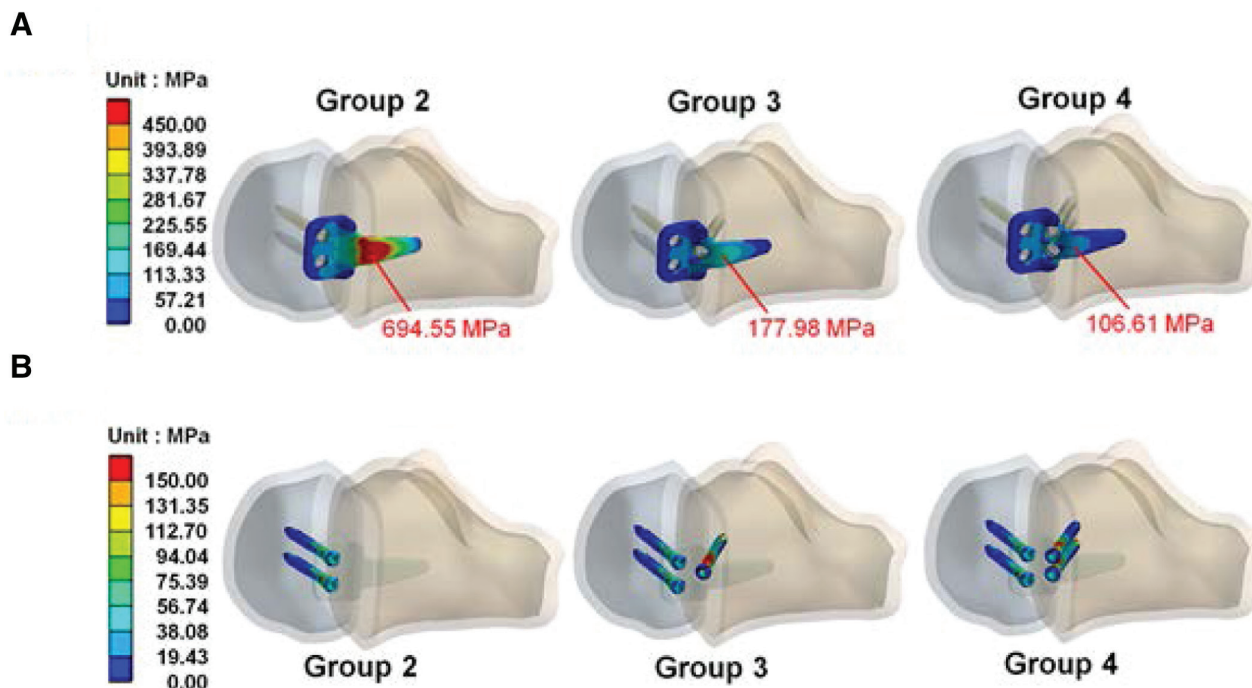 A
Unit : MPa
Group 2
Group 3
Group 4
450.00
393.89
337.78
281.67
225.55
169.44
113.33
57.21
0.00
694.55 MPa
177.98 MPa
106.61 MPa
B
Unit : MPa
150.00
131.35
112.70
94.04
75.39
56.74
38.08
19.43
0.00
Group 2
Group 3
Group 4